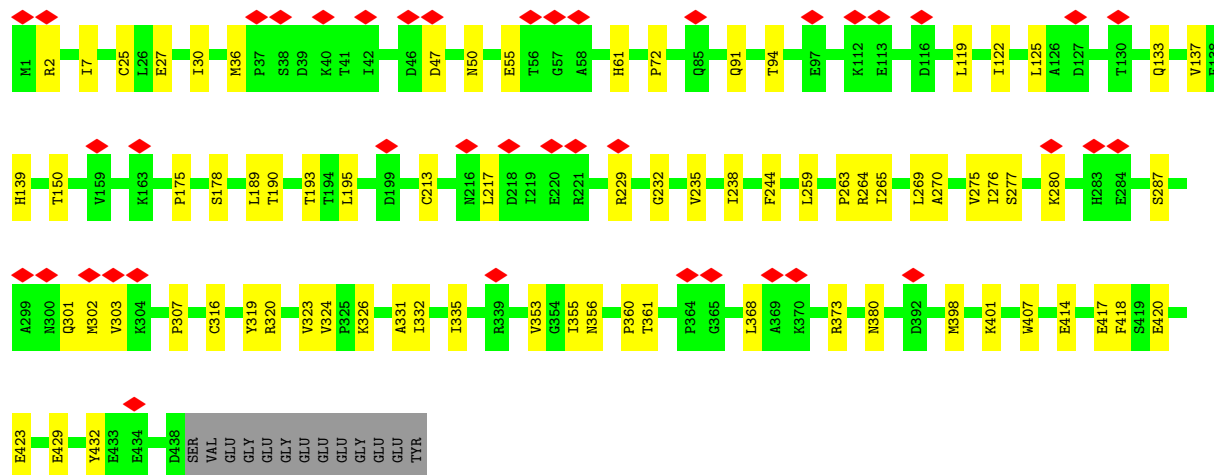 M1 R2 I7 C25 L26 E27 I30 M36 P37 S38 D39 K40 T41 I42 D46 D47 N50 E55 T56 G57 A58 H61 P72 Q85 Q91 T94 E97 K112 E113 D116 L119 I122 L125 A126 D127 T130 Q133 V137 E138
H139 T150 V159 K163 P175 S178 L189 T190 T193 T194 L195 D199 C213 N216 L217 D218 I219 E220 R221 R229 G232 V235 I238 F244 L259 P263 R264 I265 L269 A270 V275 I276 S277 K280 H283 E284 S287
A299 N300 Q301 M302 V303 K304 P307 C316 Y319 R320 V323 V324 P325 K326 A331 I332 I335 R339 V353 G354 I355 N356 P360 T361 P364 G365 L368 A369 K370 R373 N380 D392 M398 K401 W407 E414 E417 F418 S419 E420
E423 E429 Y432 E433 E434 D438 SER VAL GLU GLY GLU GLY GLU GLU GLU GLY GLU GLU TYR